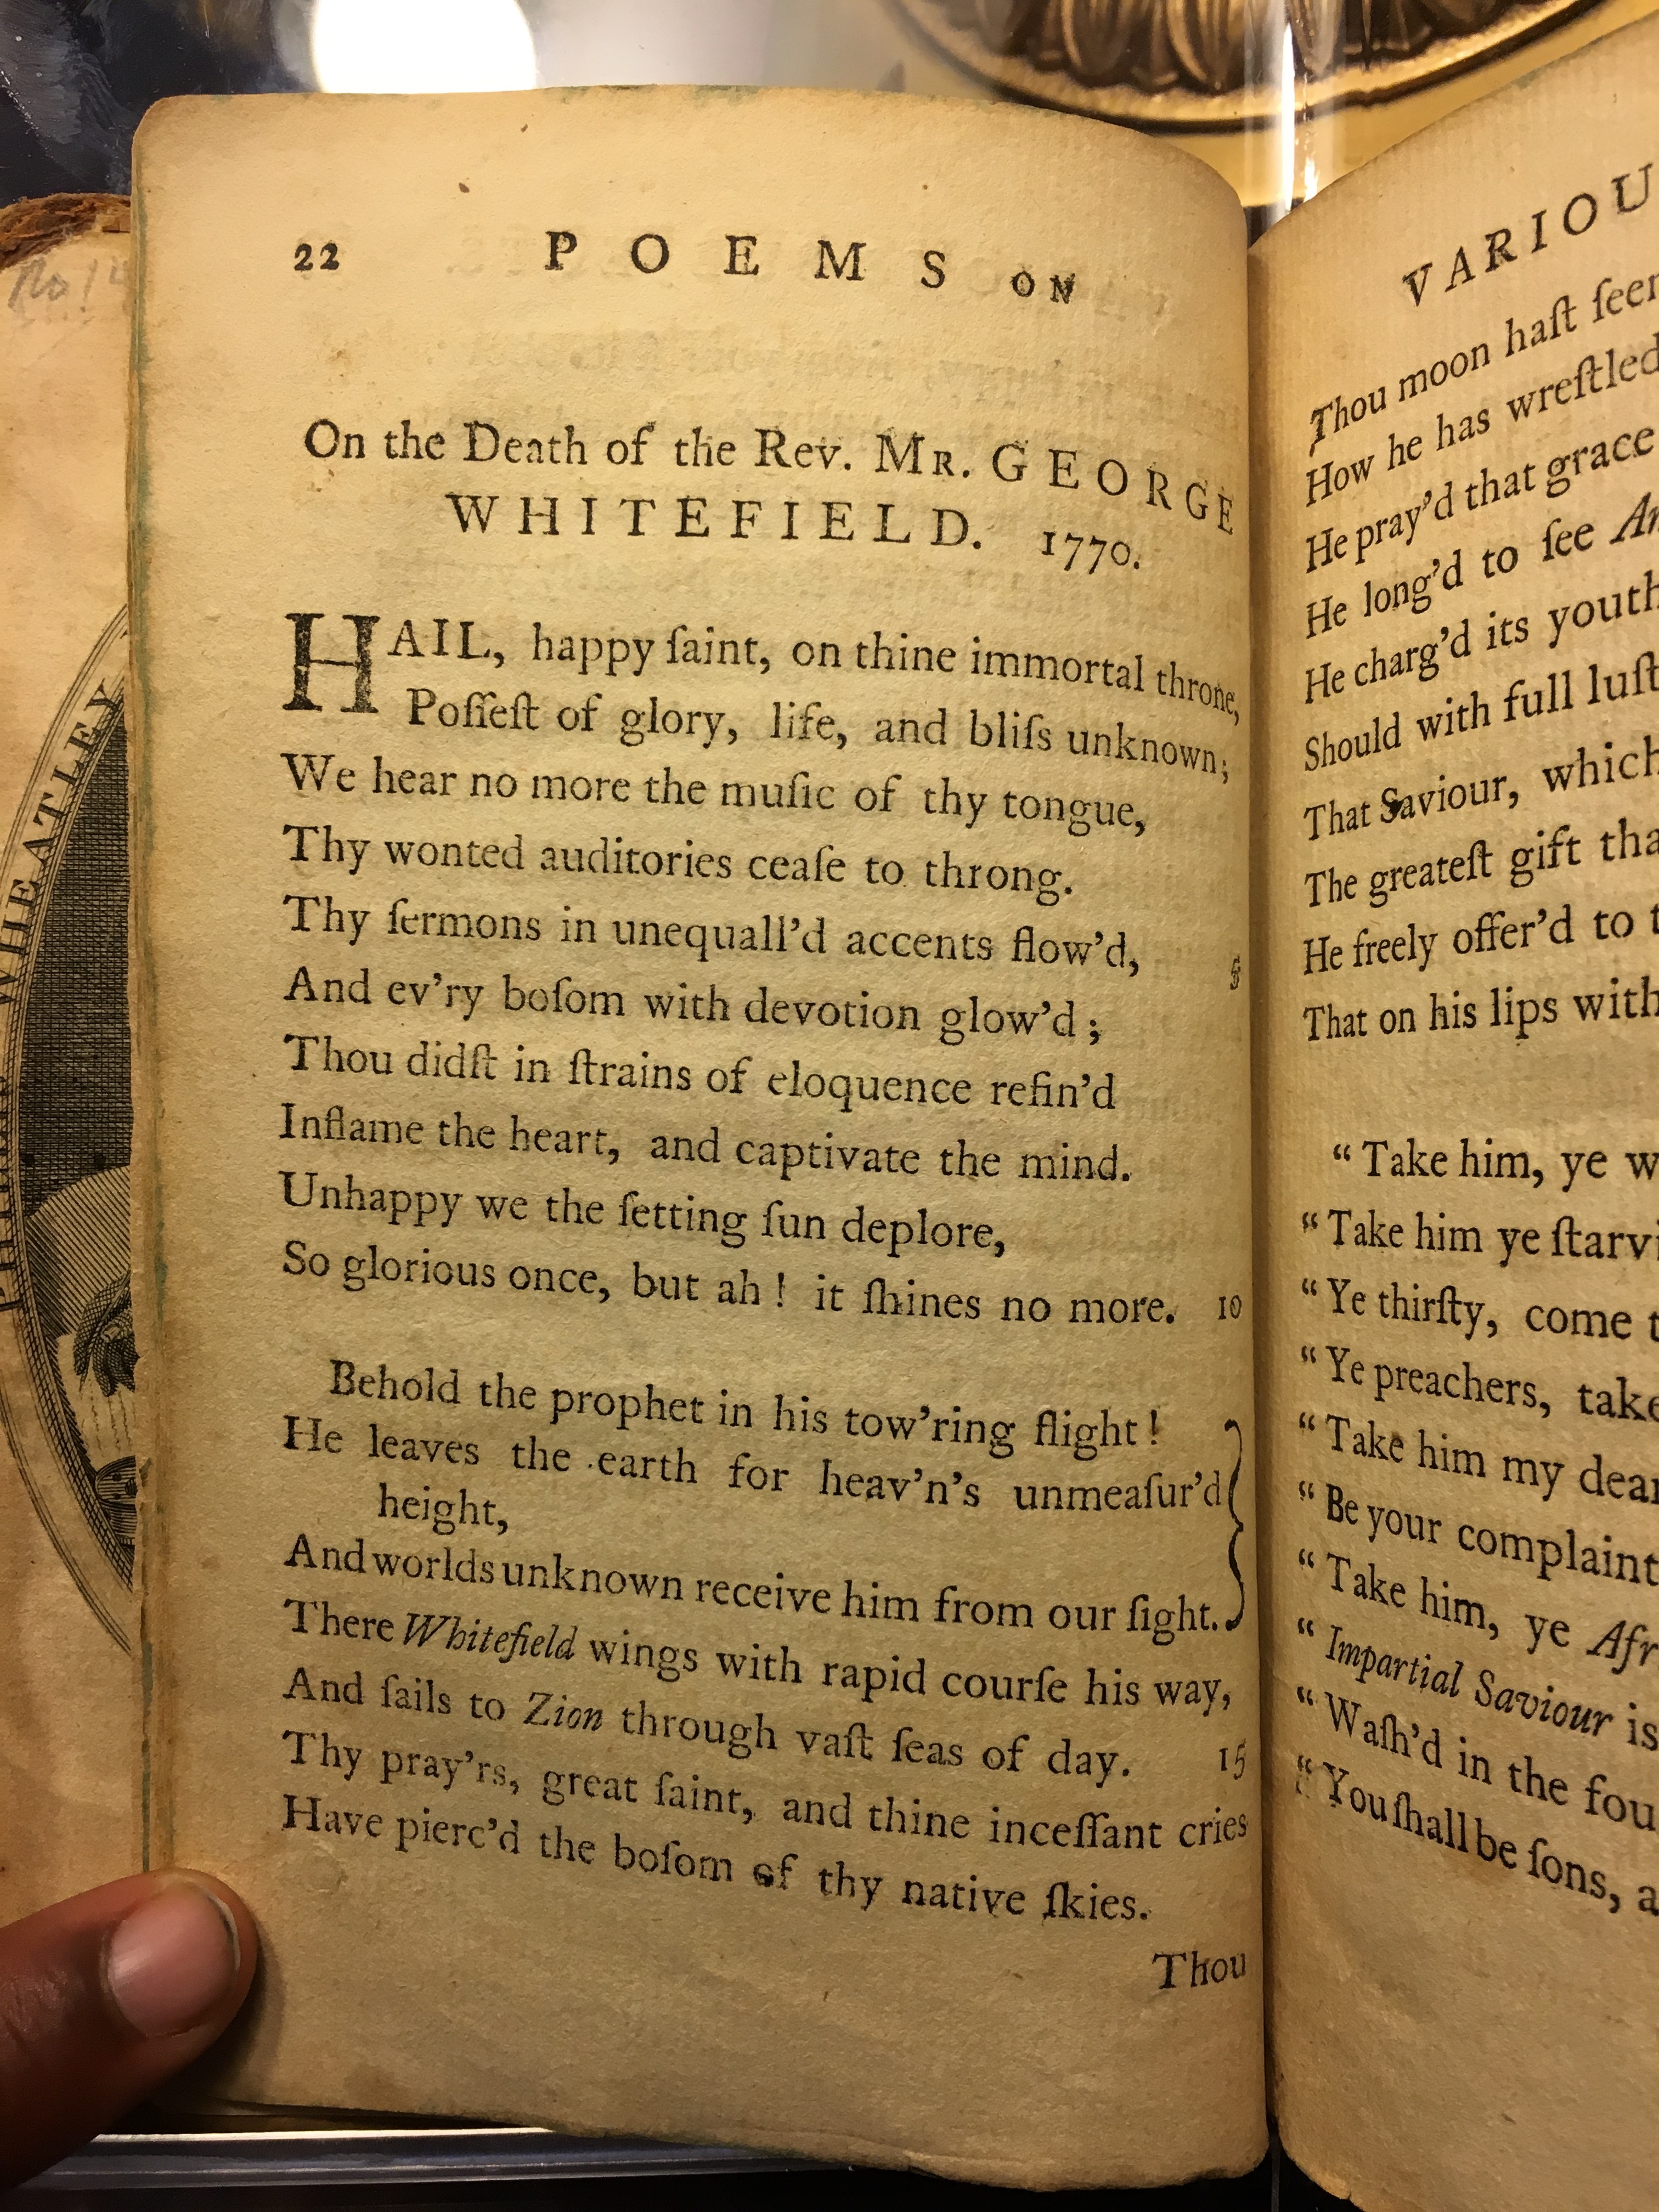 No 14
WHEATLEY
22 POEMS ON
On the Death of the Rev. MR. GEORGE
WHITEFIELD. 1770.
HAIL, happy ſaint, on thine immortal throne,
Poſſeſt of glory, life, and bliſs unknown;
We hear no more the muſic of thy tongue,
Thy wonted auditories ceaſe to throng.
Thy ſermons in unequall'd accents flow'd, 5
And ev'ry boſom with devotion glow'd;
Thou didſt in ſtrains of eloquence refin'd
Inflame the heart, and captivate the mind.
Unhappy we the ſetting ſun deplore,
So glorious once, but ah! it ſhines no more. 10
Behold the prophet in his tow'ring flight!
He leaves the earth for heav'n's unmeaſur'd
height,
And worlds unknown receive him from our ſight.
There Whitefield wings with rapid courſe his way,
And ſails to Zion through vaſt ſeas of day. 15
Thy pray'rs, great ſaint, and thine inceſſant cries
Have pierc'd the boſom of thy native ſkies.
Thou
VARIOU
Thou moon haſt ſeen
How he has wreſtled
He pray'd that grace
He long'd to ſee
He charg'd its youth
Should with full luſt
That Saviour, which
The greateſt gift tha
He freely offer'd to t
That on his lips with
“ Take him, ye w
“ Take him ye ſtarvi
“ Ye thirſty, come t
“ Ye preachers, take
“ Take him my dear
“ Be your complaint
“ Take him, ye Afr
“ Impartial Saviour is
“ Waſh'd in the fou
“ You ſhall be ſons, a